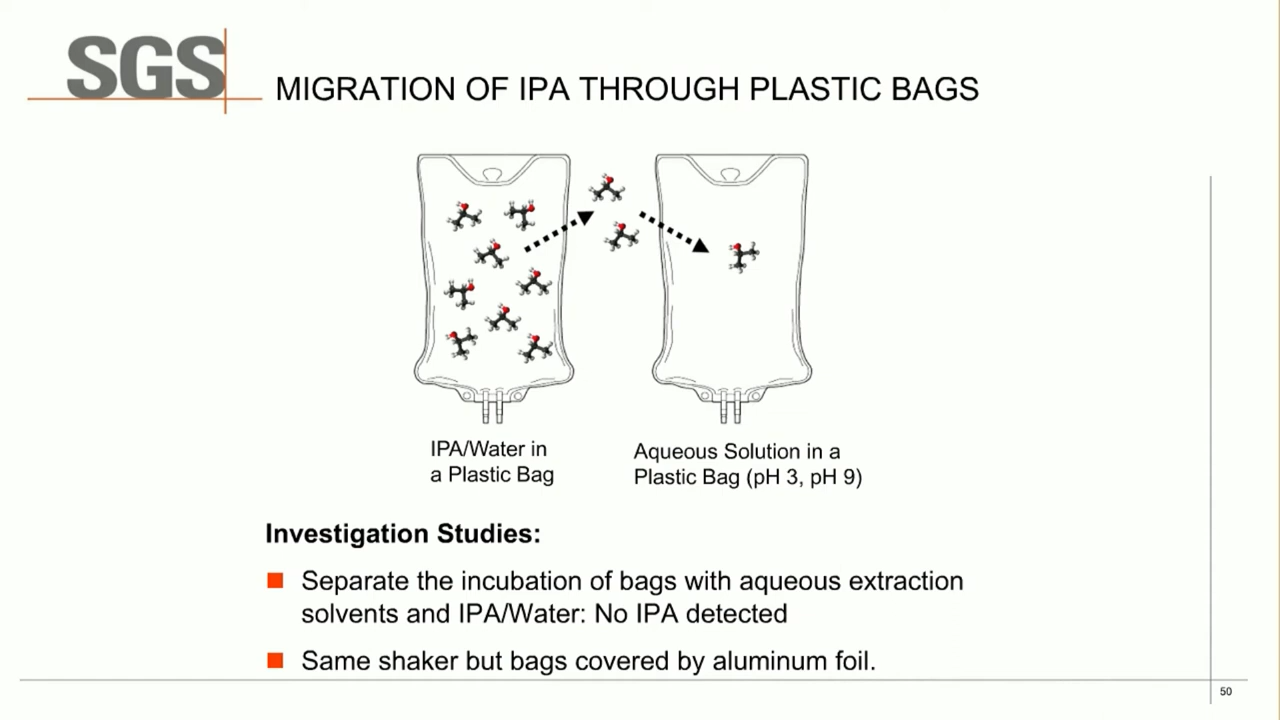 SGS
MIGRATION OF IPA THROUGH PLASTIC BAGS
IPA/Water in
a Plastic Bag
Aqueous Solution in a
Plastic Bag (pH 3, pH 9)
Investigation Studies:
Separate the incubation of bags with aqueous extraction
solvents and IPA/Water: No IPA detected
Same shaker but bags covered by aluminum foil.
50